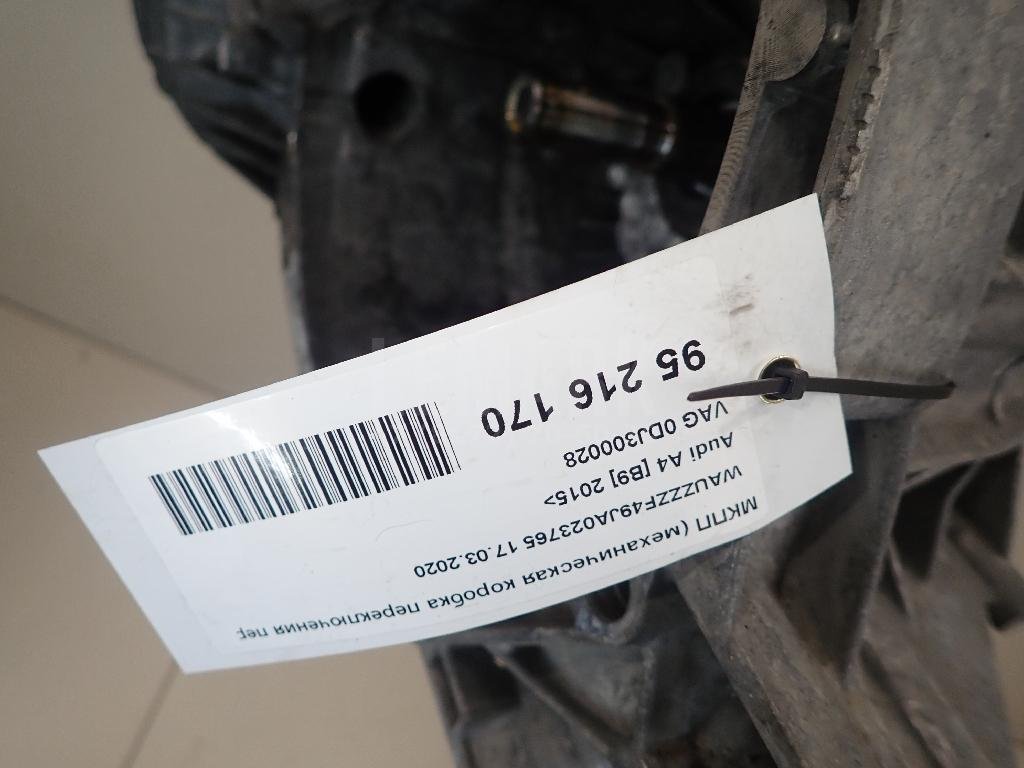 МКПП (механическая коробка переключения пер
WAUZZZF49JA023765 17.03.2020
Audi A4 [B9] 2015>
VAG 0DJ300028
95 216 170